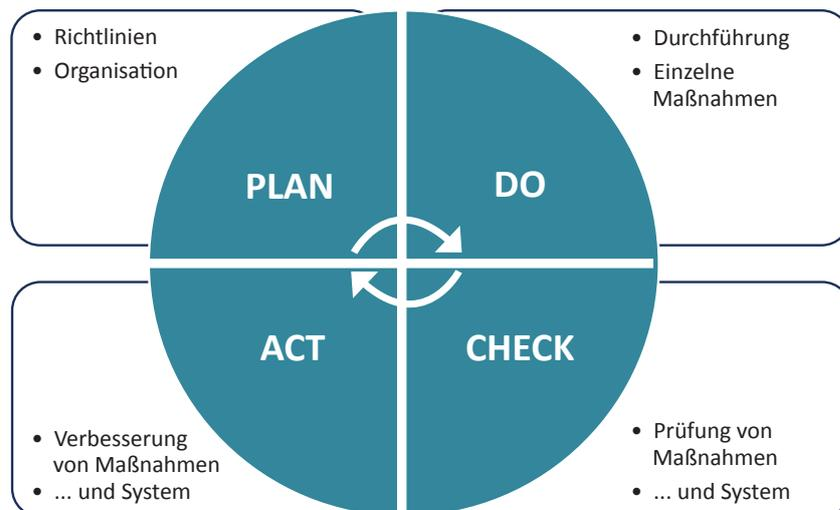 • Richtlinien
• Organisation
PLAN
• Durchführung
• Einzelne
Maßnahmen
DO
ACT
• Verbesserung
von Maßnahmen
• ... und System
CHECK
• Prüfung von
Maßnahmen
• ... und System